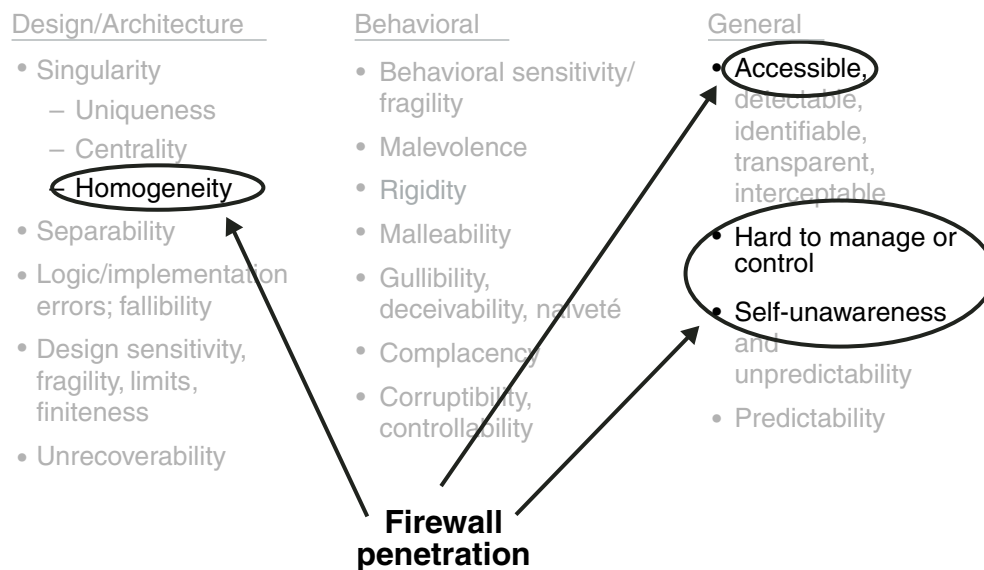 Design/Architecture
• Singularity
– Uniqueness
– Centrality
– Homogeneity
• Separability
• Logic/implementation
errors; fallibility
• Design sensitivity,
fragility, limits,
finiteness
• Unrecoverability
Behavioral
• Behavioral sensitivity/
fragility
• Malevolence
• Rigidity
• Malleability
• Gullibility,
deceivability, naiveté
• Complacency
• Corruptibility,
controllability
General
• Accessible,
detectable,
identifiable,
transparent,
interceptable
• Hard to manage or
control
• Self-unawareness
and
unpredictability
• Predictability
Firewall
penetration